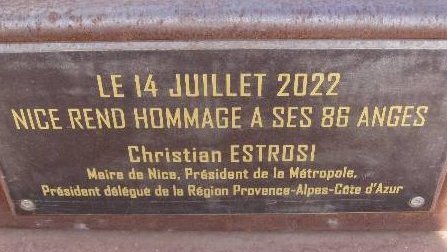 LE 14 JUILLET 2022
NICE REND HOMMAGE A SES 86 ANGES
Christian ESTROSI
Maire de Nice, Président de la Métropole,
Président délégué de la Région Provence-Alpes-Côte d'Azur